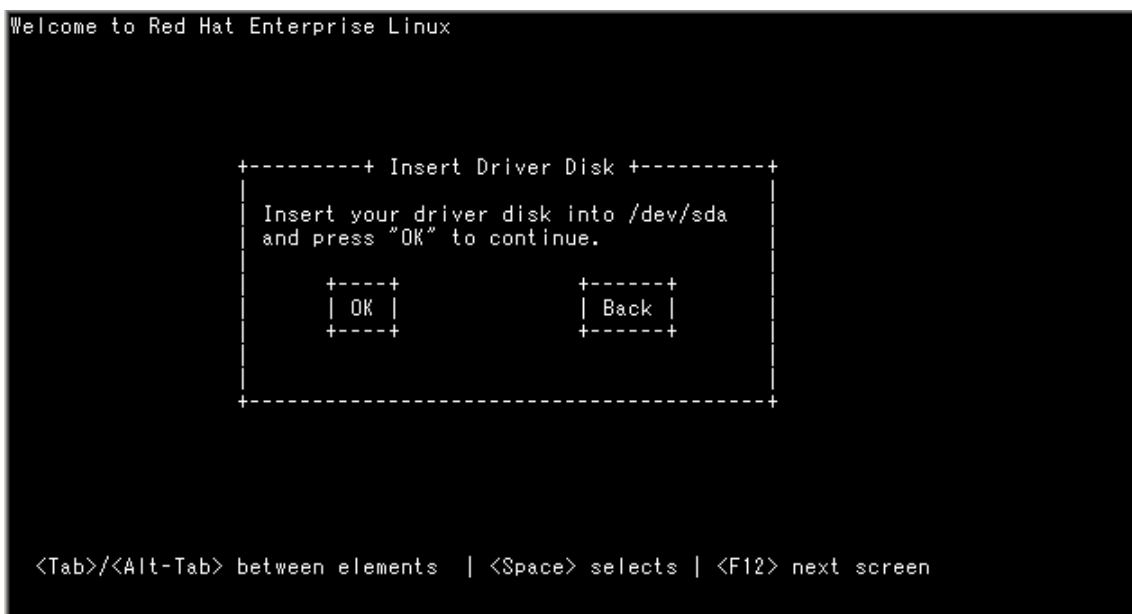 Welcome to Red Hat Enterprise Linux
Insert Driver Disk
Insert your driver disk into /dev/sda
and press "OK" to continue.
OK Back
<Tab>/<Alt-Tab> between elements | <Space> selects | <F12> next screen